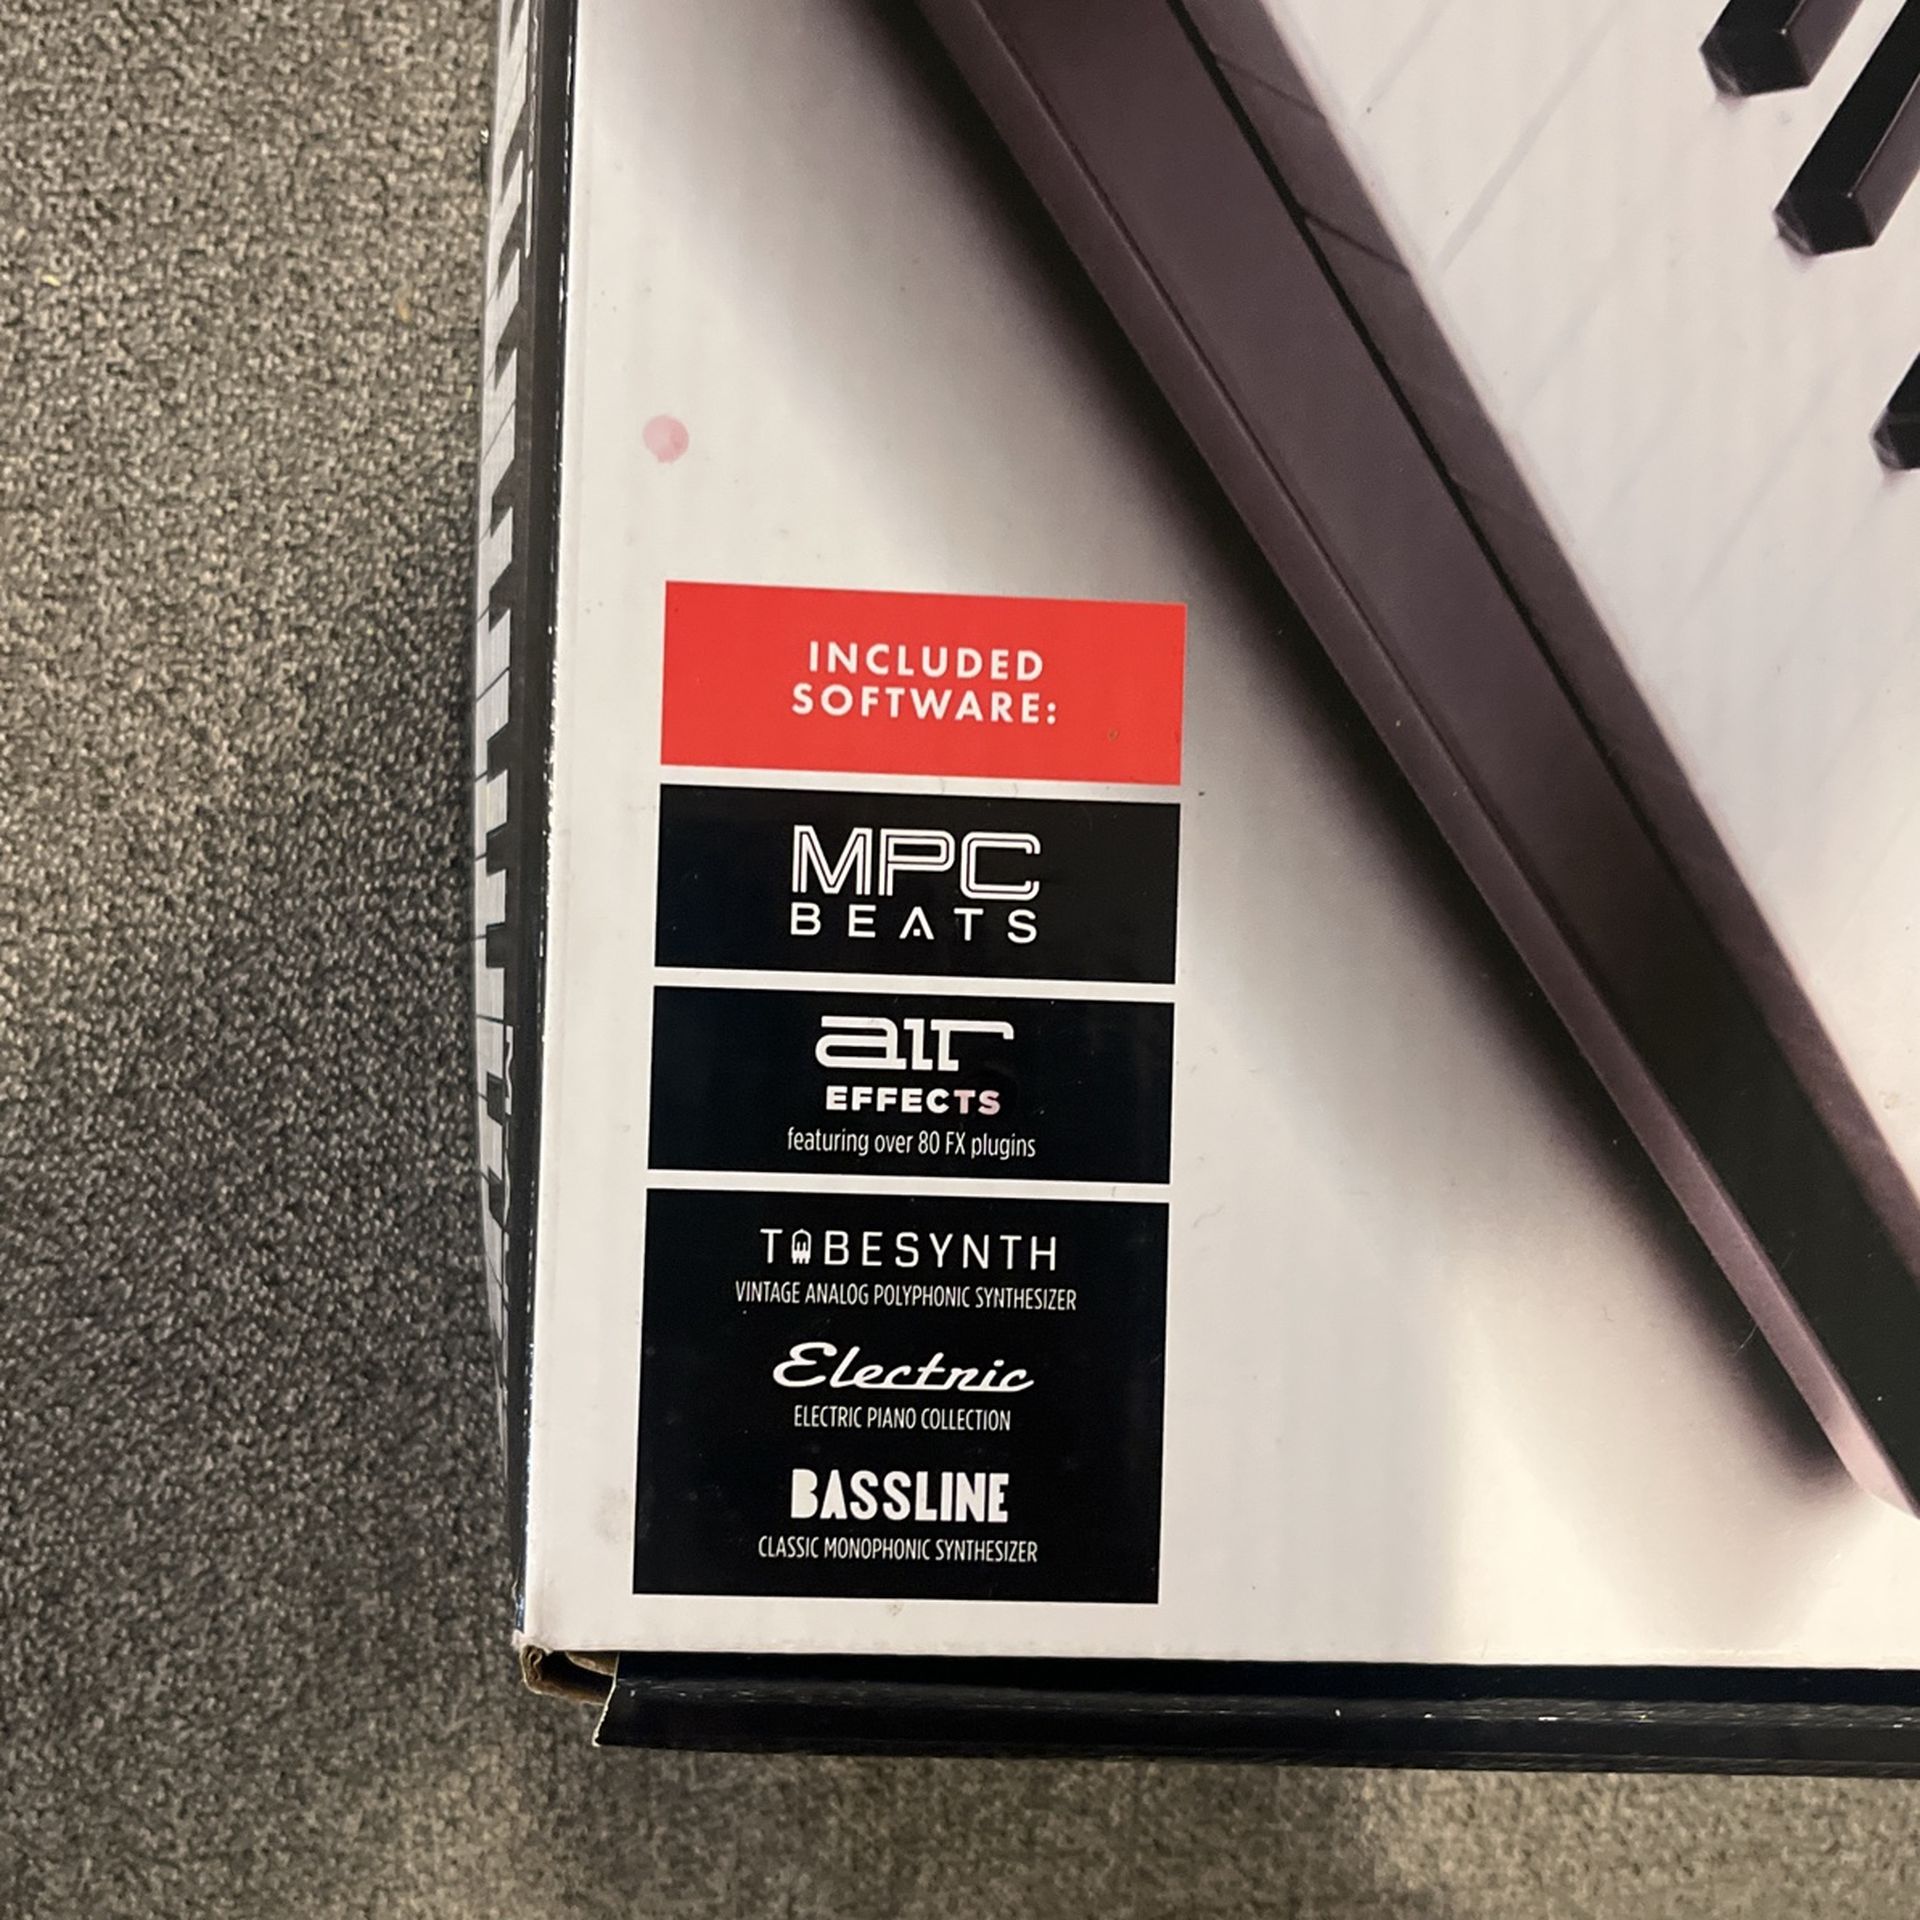 INCLUDED
SOFTWARE:
MPC
BEATS
air
EFFECTS
featuring over 80 FX plugins
TUBESYNTH
VINTAGE ANALOG POLYPHONIC SYNTHESIZER
Electric
ELECTRIC PIANO COLLECTION
BASSLINE
CLASSIC MONOPHONIC SYNTHESIZER